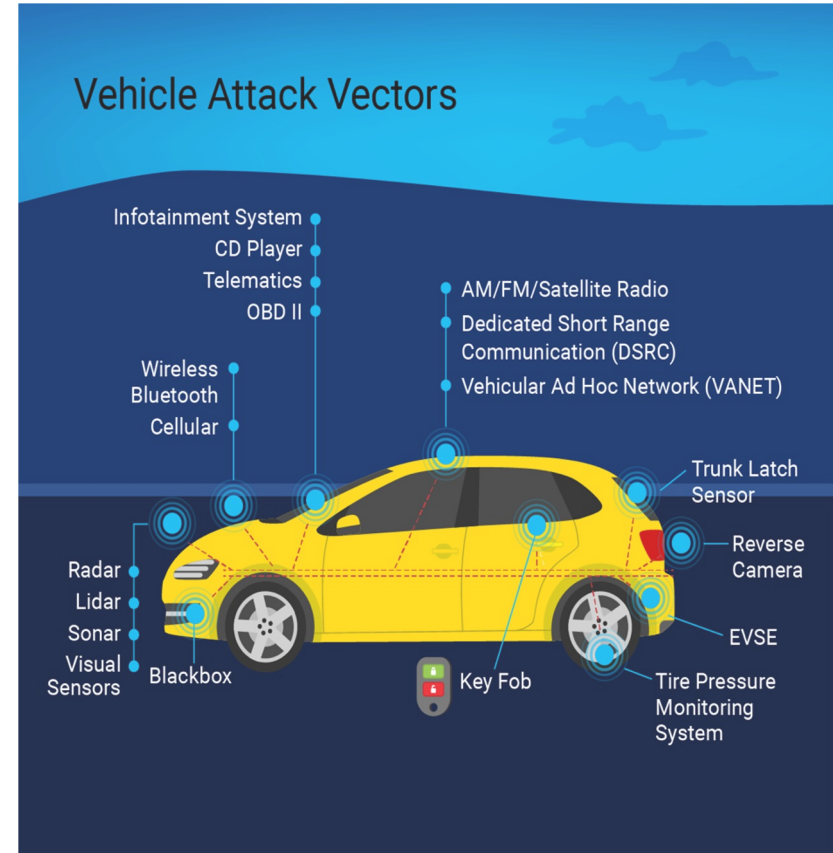 Vehicle Attack Vectors
Infotainment System
CD Player
Telematics
OBD II
AM/FM/Satellite Radio
Dedicated Short Range
Communication (DSRC)
Vehicular Ad Hoc Network (VANET)
Wireless
Bluetooth
Cellular
Trunk Latch
Sensor
Reverse
Camera
Radar
Lidar
Sonar
Visual
Sensors
Blackbox
Key Fob
EVSE
Tire Pressure
Monitoring
System